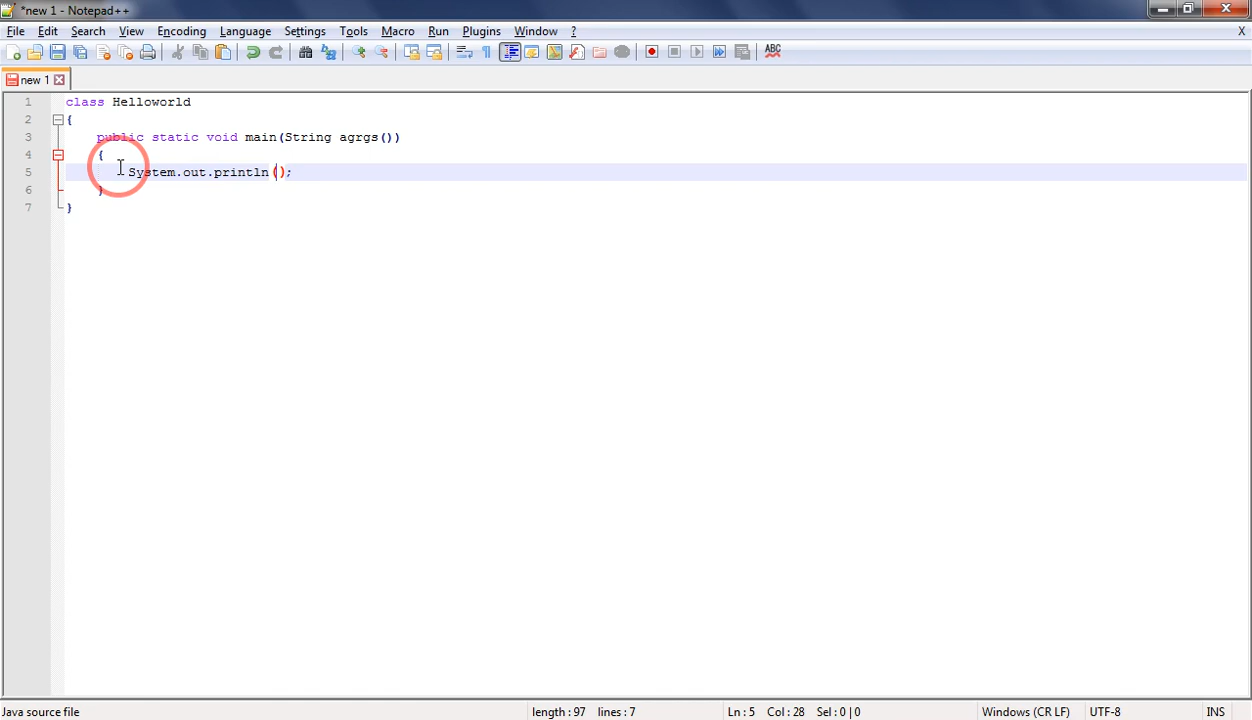 *new 1 - Notepad++
File Edit Search View Encoding Language Settings Tools Macro Run Plugins Window ? X
ABC
new 1
1 class Helloworld
2 {
3 public static void main(String agrgs())
4 {
5 System.out.println();
6 }
7 }
Java source file length : 97 lines : 7 Ln : 5 Col : 28 Sel : 0 | 0 Windows (CR LF) UTF-8 INS